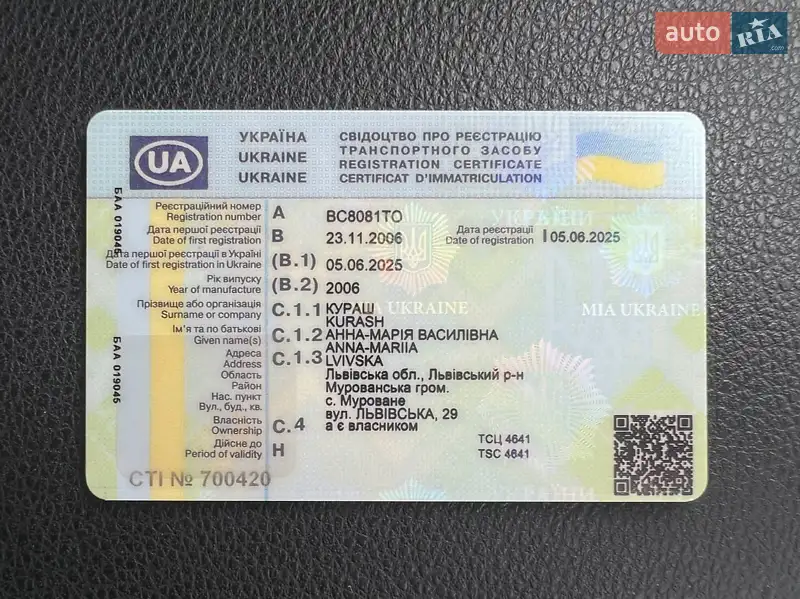 auto RIA .com
УКРАЇНА
UKRAINE
UKRAINE
СВІДОЦТВО ПРО РЕЄСТРАЦІЮ
ТРАНСПОРТНОГО ЗАСОБУ
REGISTRATION CERTIFICATE
CERTIFICAT D'IMMATRICULATION
UA
Реєстраційний номер
Registration number
A
ВС8081ТО
Дата першої реєстрації
Date of first registration
B
23.11.2006
Дата реєстрації
Date of registration
I 05.06.2025
Дата першої реєстрації в Україні
Date of first registration in Ukraine
(B.1)
05.06.2025
Рік випуску
Year of manufacture
(B.2)
2006
Прізвище або організація
Surname or company
C.1.1
КУРАШ
KURASH
Ім'я та по батькові
Given name(s)
C.1.2
АННА-МАРІЯ ВАСИЛІВНА
ANNA-MARIIA
Адреса
Address
C.1.3
LVIVSKA
Область
Район
Нас. пункт
Вул., буд., кв.
Львівська обл., Львівський р-н
Мурованська гром.
с. Муроване
вул. ЛЬВІВСЬКА, 29
Власність
Ownership
C.4
а є власником
Дійсне до
Period of validity
H
ТСЦ 4641
TSC 4641
СТІ № 700420
БАА 019045
БАА 019045
УКРАЇНИ
MIA UKRAINE
MIA UKRAINE
УКРАЇНИ